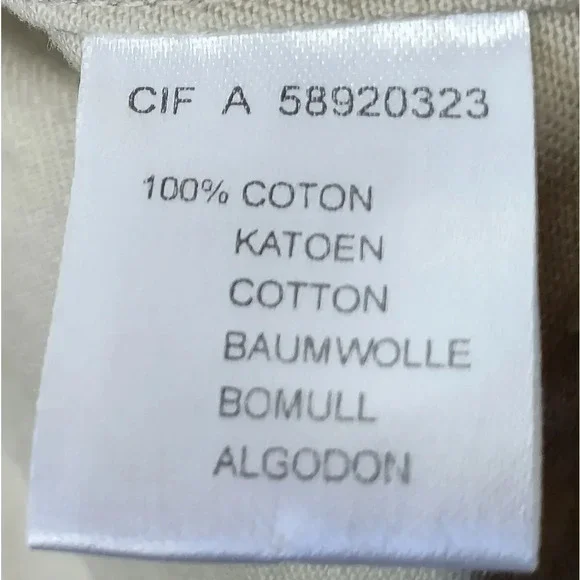 CIF A 58920323
100% COTON
KATOEN
COTTON
BAUMWOLLE
BOMULL
ALGODON